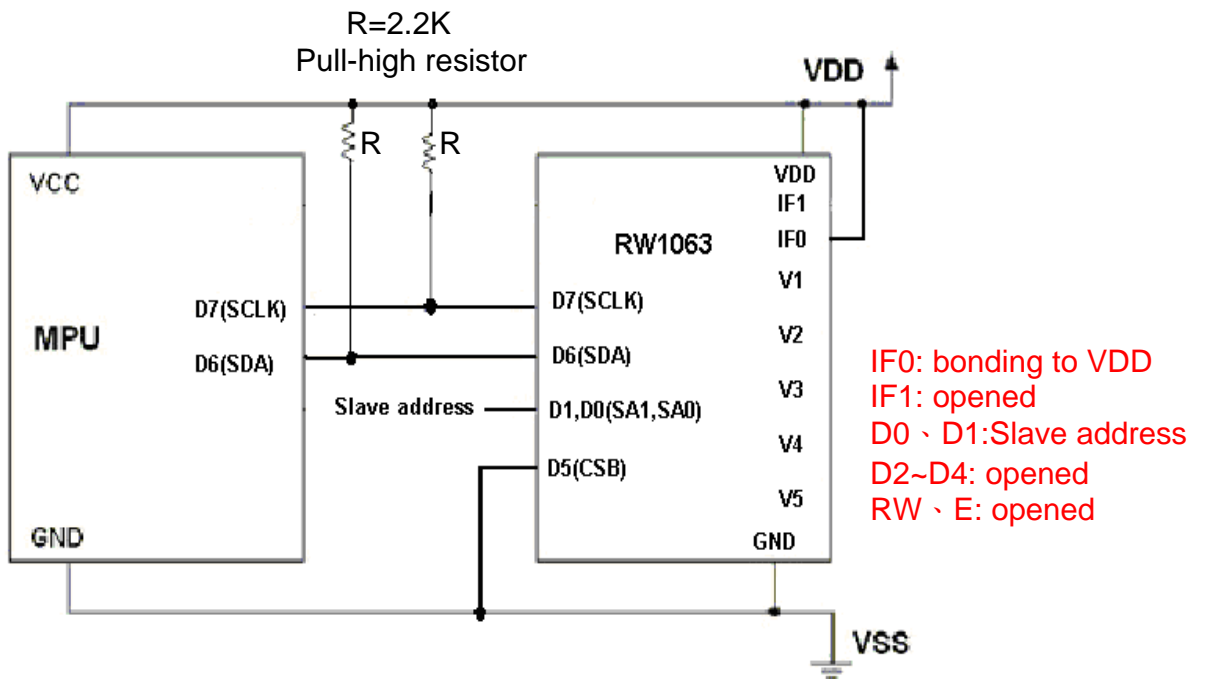 R=2.2K
Pull-high resistor
VDD
R
R
VCC
MPU
D7(SCLK)
D6(SDA)
GND
Slave address
VDD
IF1
IF0
RW1063
V1
D7(SCLK)
V2
D6(SDA)
V3
D1,D0(SA1,SA0)
V4
D5(CSB)
V5
GND
VSS
IF0: bonding to VDD
IF1: opened
D0、D1:Slave address
D2~D4: opened
RW、E: opened